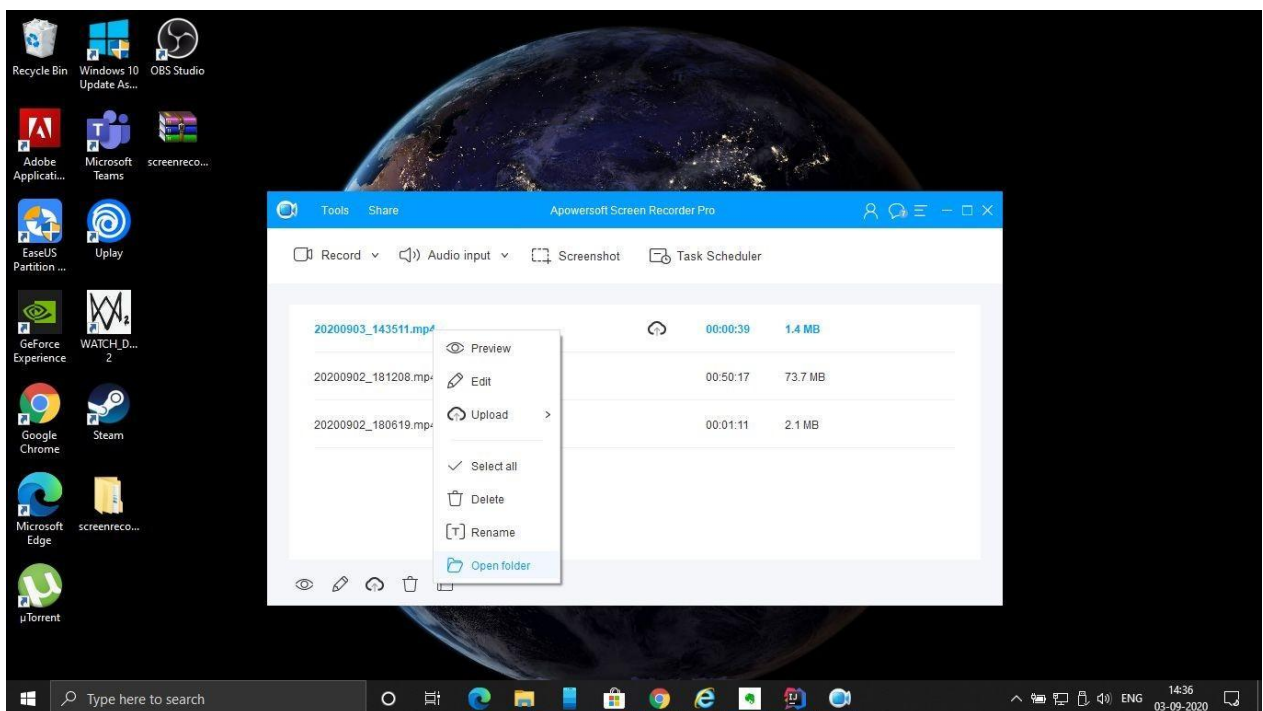 Recycle Bin
Windows 10
Update As...
OBS Studio
Adobe
Applicati...
Microsoft
Teams
screenreco...
EaseUS
Partition ...
Uplay
GeForce
Experience
WATCH_D...
2
Google
Chrome
Steam
Microsoft
Edge
screenreco...
µTorrent
Tools Share Apowersoft Screen Recorder Pro
Record Audio input Screenshot Task Scheduler
20200903_143511.mp4 00:00:39 1.4 MB
20200902_181208.mp4 00:50:17 73.7 MB
20200902_180619.mp4 00:01:11 2.1 MB
Preview
Edit
Upload
Select all
Delete
Rename
Open folder
Type here to search
ENG
14:36
03-09-2020